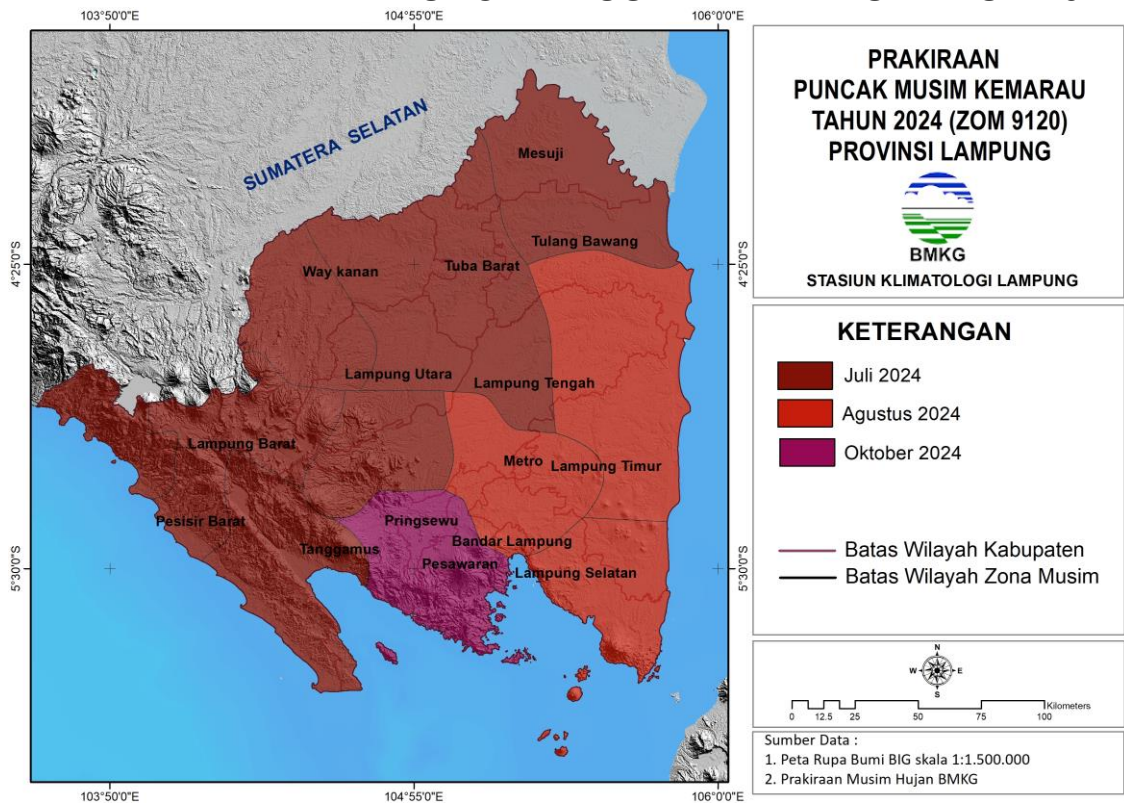 103°50'0"E
104°55'0"E
106°0'0"E
4°25'0"S
5°30'0"S
SUMATERA SELATAN
Mesuji
Tulang Bawang
Tuba Barat
Way kanan
Lampung Utara
Lampung Tengah
Lampung Barat
Metro
Lampung Timur
Pesisir Barat
Pringsewu
Tanggamus
Bandar Lampung
Pesawaran
Lampung Selatan
4°25'0"S
5°30'0"S
103°50'0"E
104°55'0"E
106°0'0"E
PRAKIRAAN
PUNCAK MUSIM KEMARAU
TAHUN 2024 (ZOM 9120)
PROVINSI LAMPUNG
BMKG
STASIUN KLIMATOLOGI LAMPUNG
KETERANGAN
Juli 2024
Agustus 2024
Oktober 2024
Batas Wilayah Kabupaten
Batas Wilayah Zona Musim
N
W E
S
Kilometers
0 12.5 25 50 75 100
Sumber Data :
1. Peta Rupa Bumi BIG skala 1:1.500.000
2. Prakiraan Musim Hujan BMKG